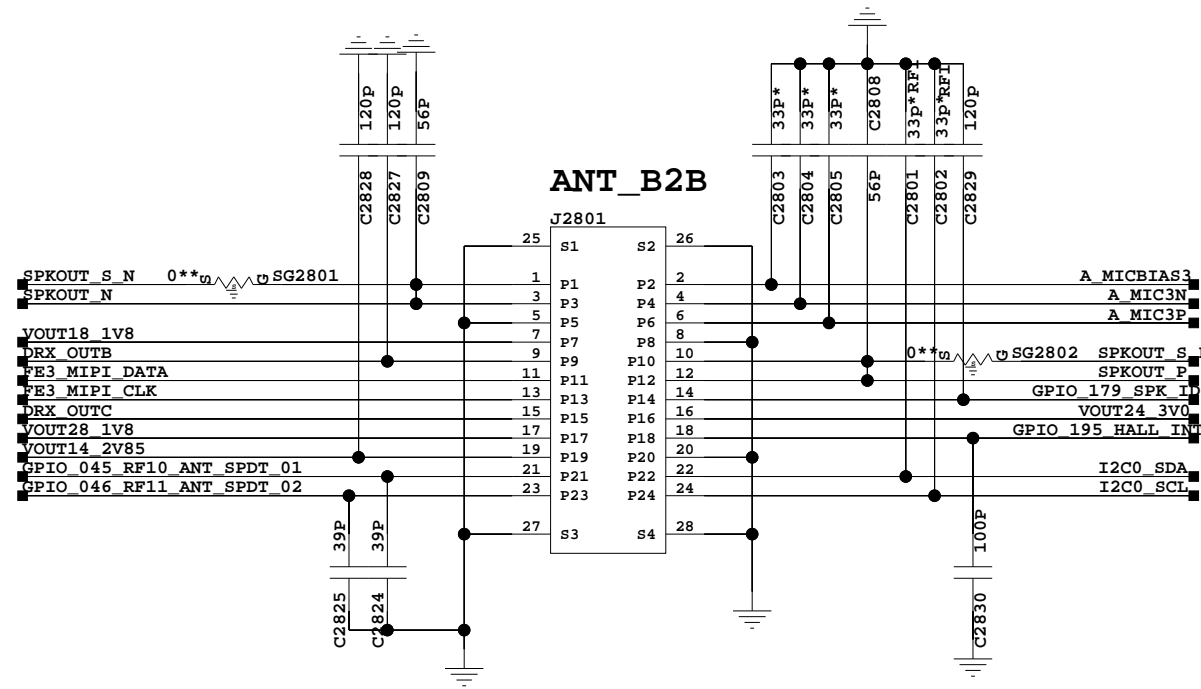 120p
120p
56P
C2828
C2827
C2809
33P*
33P*
33P*
C2808
33p*RF1
33p*RF1
120p
C2803
C2804
C2805
56P
C2801
C2802
C2829
ANT_B2B
J2801
25 S1 S2 26
SPKOUT_S_N 0** S G SG2801 1 P1 P2 2 A_MICBIAS3
SPKOUT_N 3 P3 P4 4 A_MIC3N
5 P5 P6 6 A_MIC3P
VOUT18_1V8 7 P7 P8 8
DRX_OUTB 9 P9 P10 10 0** S G SG2802 SPKOUT_S_
FE3_MIPI_DATA 11 P11 P12 12 SPKOUT_P
FE3_MIPI_CLK 13 P13 P14 14 GPIO_179_SPK_ID
DRX_OUTC 15 P15 P16 16 VOUT24_3V0
VOUT28_1V8 17 P17 P18 18 GPIO_195_HALL_INT
VOUT14_2V85 19 P19 P20 20
GPIO_045_RF10_ANT_SPDT_01 21 P21 P22 22 I2C0_SDA
GPIO_046_RF11_ANT_SPDT_02 23 P23 P24 24 I2C0_SCL
27 S3 S4 28
39P
39P
C2825
C2824
100P
C2830